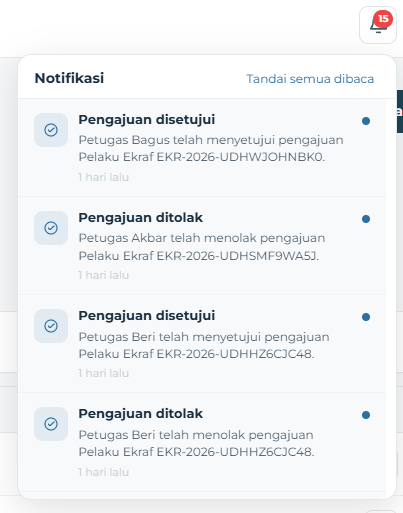 15
Notifikasi
Tandai semua dibaca
Pengajuan disetujui
Petugas Bagus telah menyetujui pengajuan
Pelaku Ekraf EKR-2026-UDHWJOHNBK0.
1 hari lalu
Pengajuan ditolak
Petugas Akbar telah menolak pengajuan
Pelaku Ekraf EKR-2026-UDHSMF9WA5J.
1 hari lalu
Pengajuan disetujui
Petugas Beri telah menyetujui pengajuan
Pelaku Ekraf EKR-2026-UDHHZ6CJC48.
1 hari lalu
Pengajuan ditolak
Petugas Beri telah menolak pengajuan
Pelaku Ekraf EKR-2026-UDHHZ6CJC48.
1 hari lalu